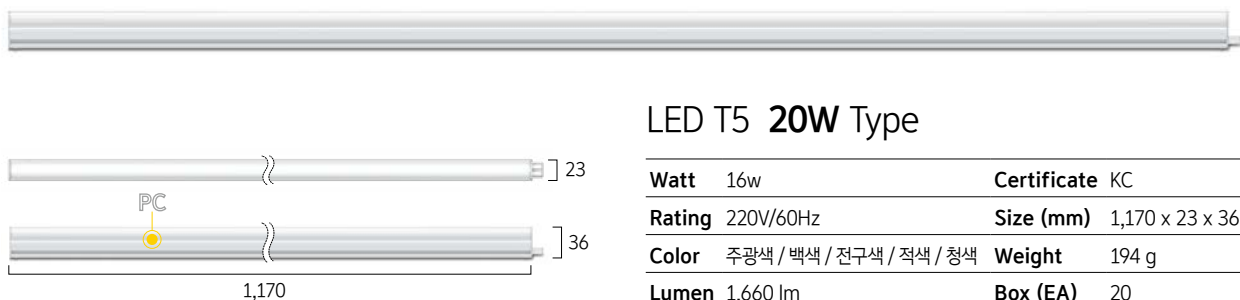 LED T5 20W Type
23
PC
36
1,170
Watt 16w Certificate KC
Rating 220V/60Hz Size (mm) 1,170 x 23 x 36
Color 주광색 / 백색 / 전구색 / 적색 / 청색 Weight 194 g
Lumen 1,660 lm Box (EA) 20